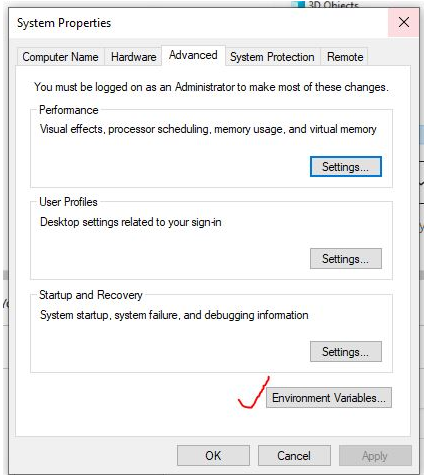 3D Objects
System Properties
Computer Name Hardware Advanced System Protection Remote
You must be logged on as an Administrator to make most of these changes.
Performance
Visual effects, processor scheduling, memory usage, and virtual memory
Settings...
User Profiles
Desktop settings related to your sign-in
Settings...
Startup and Recovery
System startup, system failure, and debugging information
Settings...
Environment Variables...
OK Cancel Apply